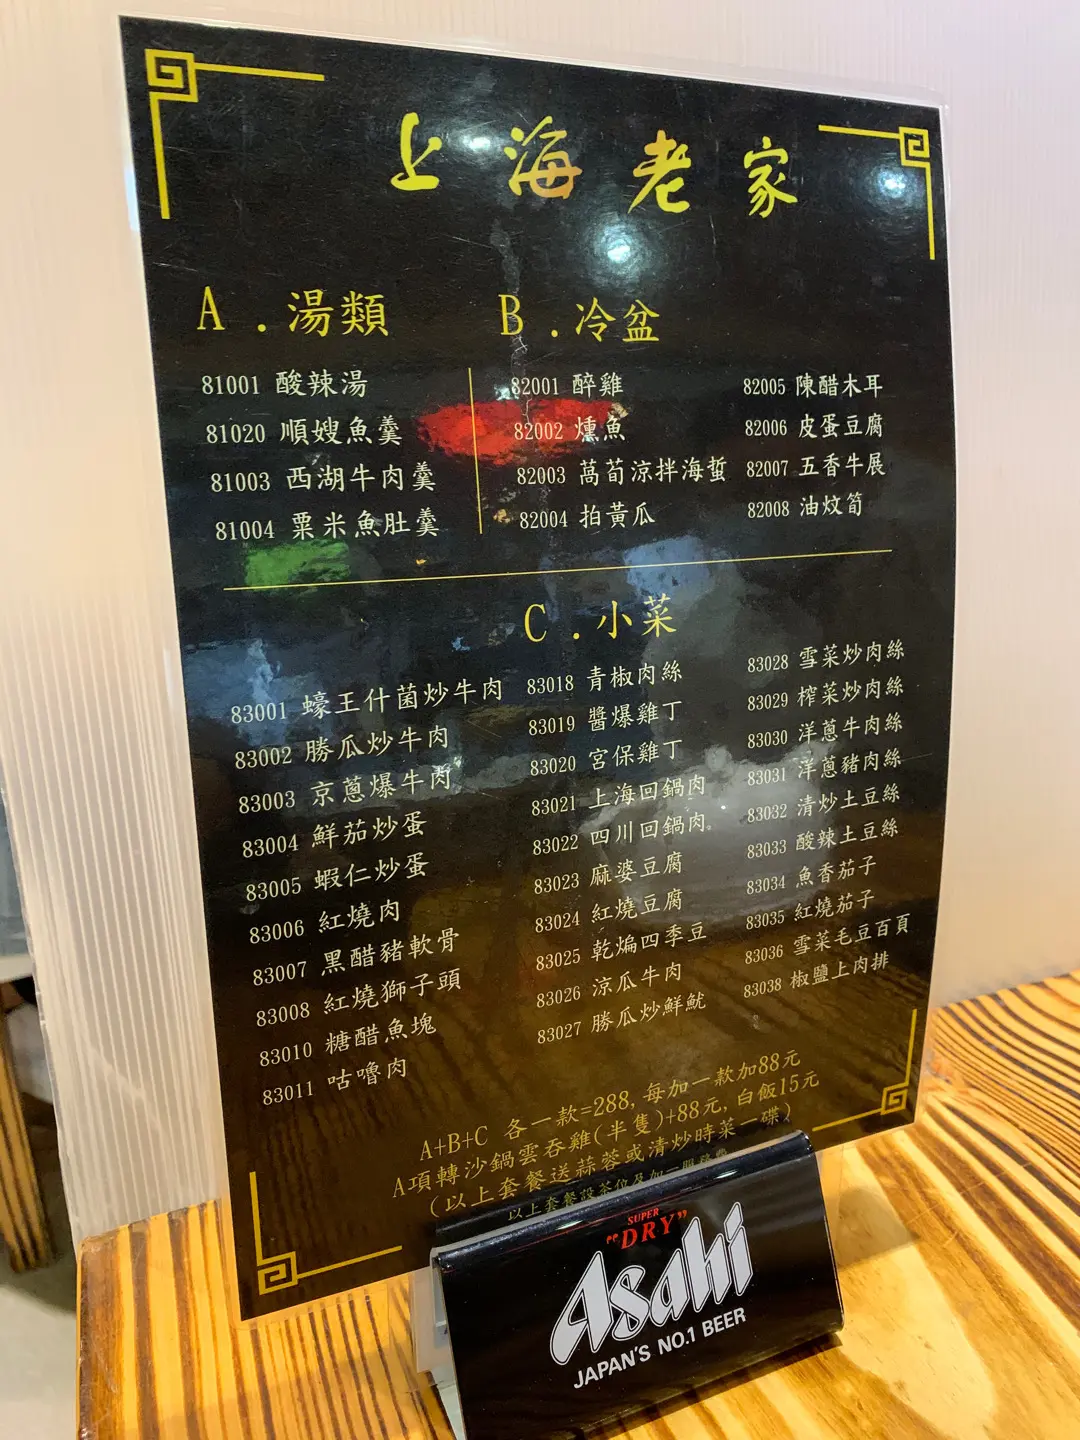 上海老家
A.湯類
81001 酸辣湯
81020 順嫂魚羹
81003 西湖牛肉羹
81004 粟米魚肚羹
B.冷盆
82001 醉雞
82002 燻魚
82003 萵荀涼拌海蜇
82004 拍黃瓜
82005 陳醋木耳
82006 皮蛋豆腐
82007 五香牛展
82008 油炆筍
C.小菜
83001 蠔王什菌炒牛肉
83002 勝瓜炒牛肉
83003 京蔥爆牛肉
83004 鮮茄炒蛋
83005 蝦仁炒蛋
83006 紅燒肉
83007 黑醋豬軟骨
83008 紅燒獅子頭
83010 糖醋魚塊
83011 咕嚕肉
83018 青椒肉絲
83019 醬爆雞丁
83020 宮保雞丁
83021 上海回鍋肉
83022 四川回鍋肉
83023 麻婆豆腐
83024 紅燒豆腐
83025 乾煸四季豆
83026 涼瓜牛肉
83027 勝瓜炒鮮魷
83028 雪菜炒肉絲
83029 榨菜炒肉絲
83030 洋蔥牛肉絲
83031 洋蔥豬肉絲
83032 清炒土豆絲
83033 酸辣土豆絲
83034 魚香茄子
83035 紅燒茄子
83036 雪菜毛豆百頁
83038 椒鹽上肉排
A+B+C 各一款=288, 每加一款加88元
A項轉沙鍋雲吞雞(半隻)+88元, 白飯15元
(以上套餐送蒜蓉或清炒時菜一碟)
以上套餐設茶位及加一服務費
SUPER
"DRY"
Asahi
JAPAN'S NO.1 BEER